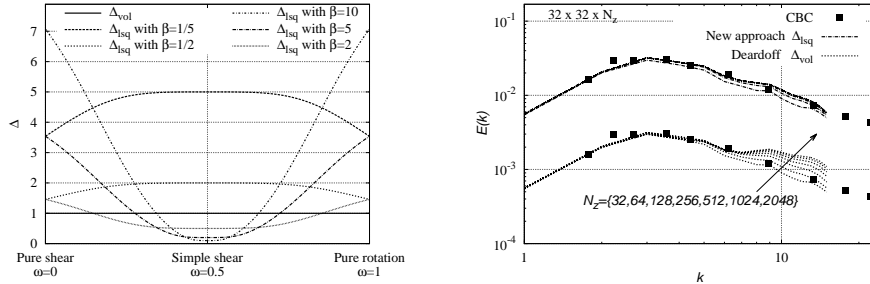 7
6
5
4
3
2
1
0
Δ
Δvol
Δlsq with β=1/5
Δlsq with β=1/2
Δlsq with β=10
Δlsq with β=5
Δlsq with β=2
Pure shear
ω=0
Simple shear
ω=0.5
Pure rotation
ω=1
10⁻¹
10⁻²
10⁻³
10⁻⁴
E(k)
32 x 32 x Nz
CBC
New approach Δlsq
Deardoff Δvol
Nz={32,64,128,256,512,1024,2048}
1
10
k